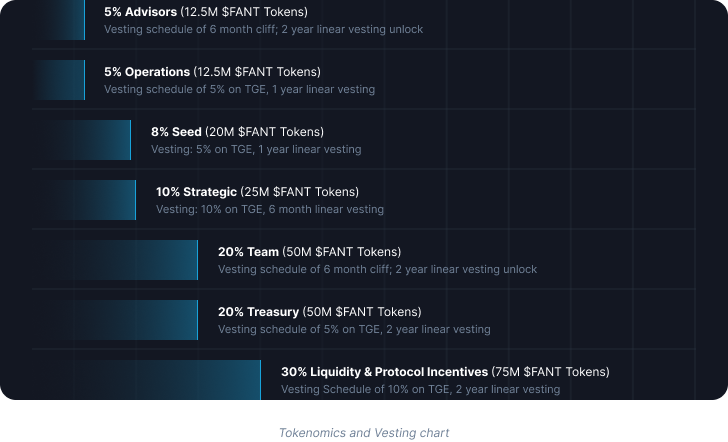 5% Advisors (12.5M $FANT Tokens)
Vesting schedule of 6 month cliff; 2 year linear vesting unlock
5% Operations (12.5M $FANT Tokens)
Vesting schedule of 5% on TGE, 1 year linear vesting
8% Seed (20M $FANT Tokens)
Vesting: 5% on TGE, 1 year linear vesting
10% Strategic (25M $FANT Tokens)
Vesting: 10% on TGE, 6 month linear vesting
20% Team (50M $FANT Tokens)
Vesting schedule of 6 month cliff; 2 year linear vesting unlock
20% Treasury (50M $FANT Tokens)
Vesting schedule of 5% on TGE, 2 year linear vesting
30% Liquidity & Protocol Incentives (75M $FANT Tokens)
Vesting Schedule of 10% on TGE, 2 year linear vesting
Tokenomics and Vesting chart